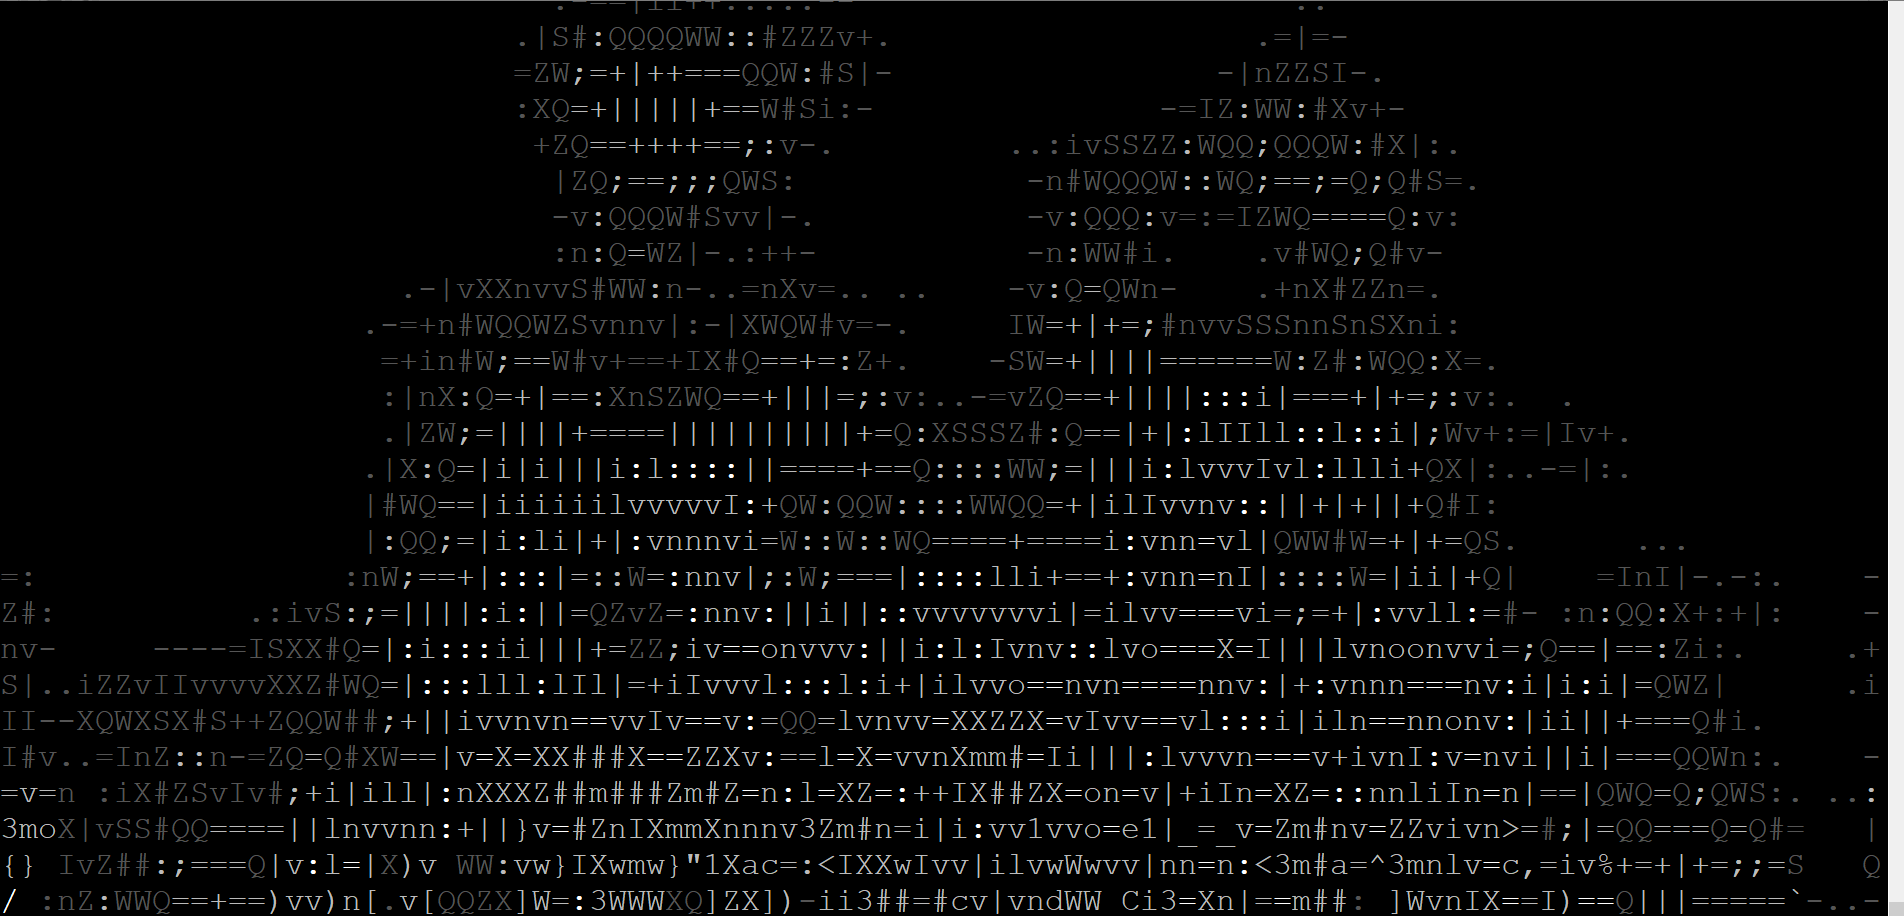 .|S#:QQQQWW::#ZZZv+. .=|=-
=ZW;=+|++===QQW:#S|- -|nZZSI-.
:XQ=+|||||+==W#Si:- -=IZ:WW:#Xv+-
+ZQ==++++==;:v-. ..:ivSSZZ:WQQ;QQQW:#X|:.
|ZQ;==;;;QWS: -n#WQQQW::WQ;==;=Q;Q#S=.
-v:QQQW#Svv|-. -v:QQQ:v=:=IZWQ====Q:v:
:n:Q=WZ|-.:++- -n:WW#i. .v#WQ;Q#v-
.-|vXXnvvS#WW:n-..=nXv=.. .. -v:Q=QWn- .+nX#ZZn=.
.-=+n#WQQWZSvnnv|:-|XWQW#v=-. IW=+|+=;#nvvSSSnnSnSXni:
=+in#W;==W#v+==+IX#Q==+=:Z+. -SW=+||||======W:Z#:WQQ:X=.
:|nX:Q=+|==:XnSZWQ==+|||=;:v:..-=vZQ==+||||:::i|===+|+=;:v:. .
.|ZW;=||||+====||||||||||+=Q:XSSSZ#:Q==|+|:lIIll::l::i|;Wv+:=|Iv+.
.|X:Q=|i|i|||i:l::::||====+==Q::::WW;=|||i:lvvvIvl:llli+QX|:..-=|:.
|#WQ==|iiiiiilvvvvvI:+QW:QQW::::WWQQ=+|ilIvvnv::||+|+||+Q#I:
|:QQ;=|i:li|+|:vnnnvi=W::W::WQ====+====i:vnn=vl|QWW#W=+|+=QS. ...
=: :nW;==+|:::|=::W=:nnv|;:W;===|::::lli+==+:vnn=nI|::::W=|ii|+Q| =InI|-.-:. -
Z#: .:ivS:;=||||:i:||=QZvZ=:nnv:||i||::vvvvvvvi|=ilvv===vi=;=+|:vvll:=#- :n:QQ:X+:+|: -
nv- ----=ISXX#Q=|:i:::ii|||+=ZZ;iv==onvvv:||i:l:Ivnv::lvo===X=I|||lvnoonvvi=;Q==|==:Zi:. .+
S|..iZZvIIvvvvXXZ#WQ=|:::lll:lIl|=+iIvvvl:::l:i+|ilvvo==nvn====nnv:|+:vnnn===nv:i|i:i|=QWZ| .i
II--XQWXSX#S++ZQQW##;+||ivvnvn==vvIv==v:=QQ=lvnvv=XXZZX=vIvv==vl:::i|iln==nnonv:|ii||+===Q#i.
I#v..=InZ::n-=ZQ=Q#XW==|v=X=XX###X==ZZXv:==l=X=vvnXmm#=Ii|||:lvvvn===v+ivnI:v=nvi||i|===QQWn:. -
=v=n :iX#ZSvIv#;+i|ill|:nXXXZ##m###Zm#Z=n:l=XZ=:++IX##ZX=on=v|+iIn=XZ=::nnliIn=n|==|QWQ=Q;QWS:. ..:
3moX|vSS#QQ====||lnvvnn:+||}v=#ZnIXmmXnnnv3Zm#n=i|i:vv1vvo=e1|_=_v=Zm#nv=ZZvivn>=#;|=QQ===Q=Q#= |
{} IvZ##:;===Q|v:l=|X)v WW:vw}IXwmw}"1Xac=:<IXXwIvv|ilvwWwvv|nn=n:<3m#a=^3mnlv=c,=iv%+=+|+=;;=S Q
/ :nZ:WWQ==+==)vv)n[.v[QQZX]W=:3WWWXQ]ZX])-ii3##=#cv|vndWW Ci3=Xn|==m##: ]WvnIX==I)==Q|||=====`-..-